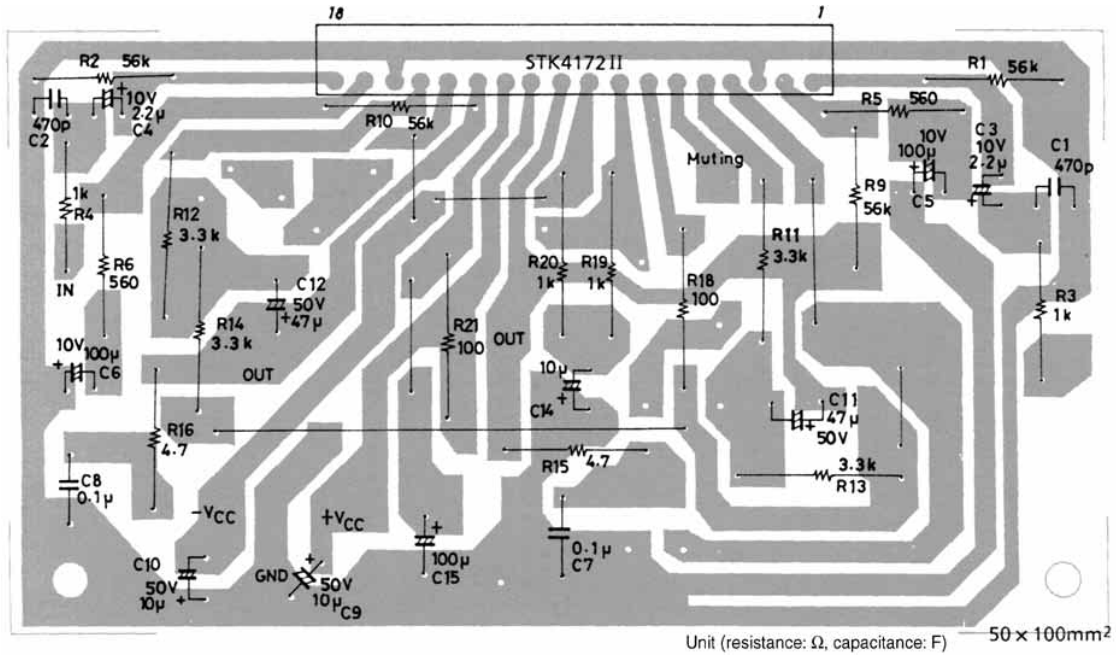 18
1
STK4172II
R2
56k
10V
2.2μ
C4
470p
C2
R10
56k
R1
56k
R5
560
10V
100μ
C5
C3
10V
2.2μ
C1
470p
Muting
1k
R4
R12
3.3k
R9
56k
IN
R6
560
C12
50V
47μ
R14
3.3k
R20
1k
R19
1k
R18
100
R11
3.3k
R3
1k
R21
100
OUT
10V
100μ
C6
OUT
10μ
C14
C11
47μ
50V
R16
4.7
R15
4.7
3.3k
R13
C8
0.1μ
-VCC
+VCC
100μ
C15
0.1μ
C7
C10
50V
10μ
GND
50V
10μ
C9
50×100mm²
Unit (resistance: Ω, capacitance: F)